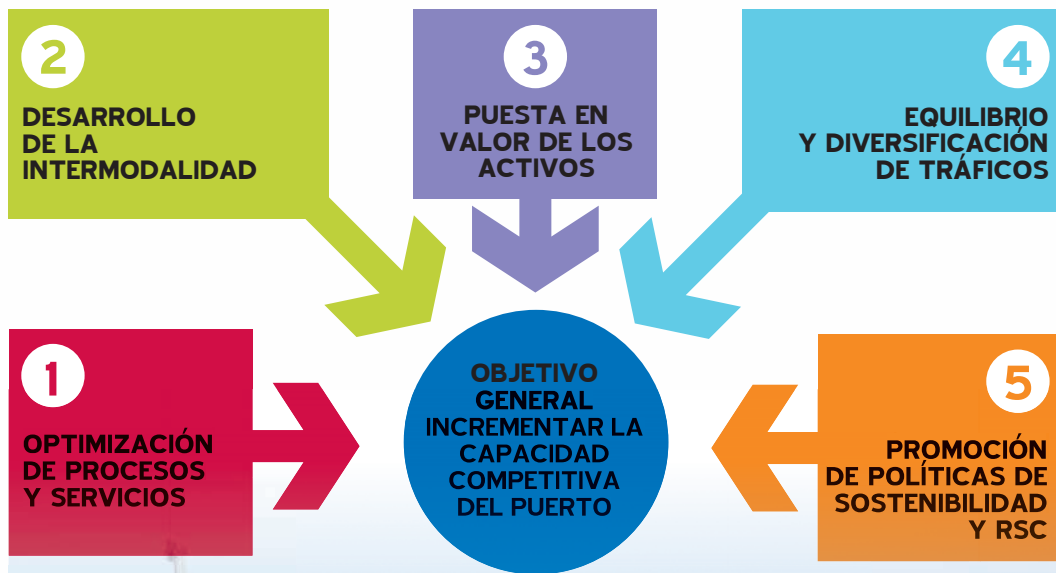 1
OPTIMIZACIÓN
DE PROCESOS
Y SERVICIOS
2
DESARROLLO
DE LA
INTERMODALIDAD
3
PUESTA EN
VALOR DE LOS
ACTIVOS
4
EQUILIBRIO
Y DIVERSIFICACIÓN
DE TRÁFICOS
5
PROMOCIÓN
DE POLÍTICAS DE
SOSTENIBILIDAD
Y RSC
OBJETIVO
GENERAL
INCREMENTAR LA
CAPACIDAD
COMPETITIVA
DEL PUERTO